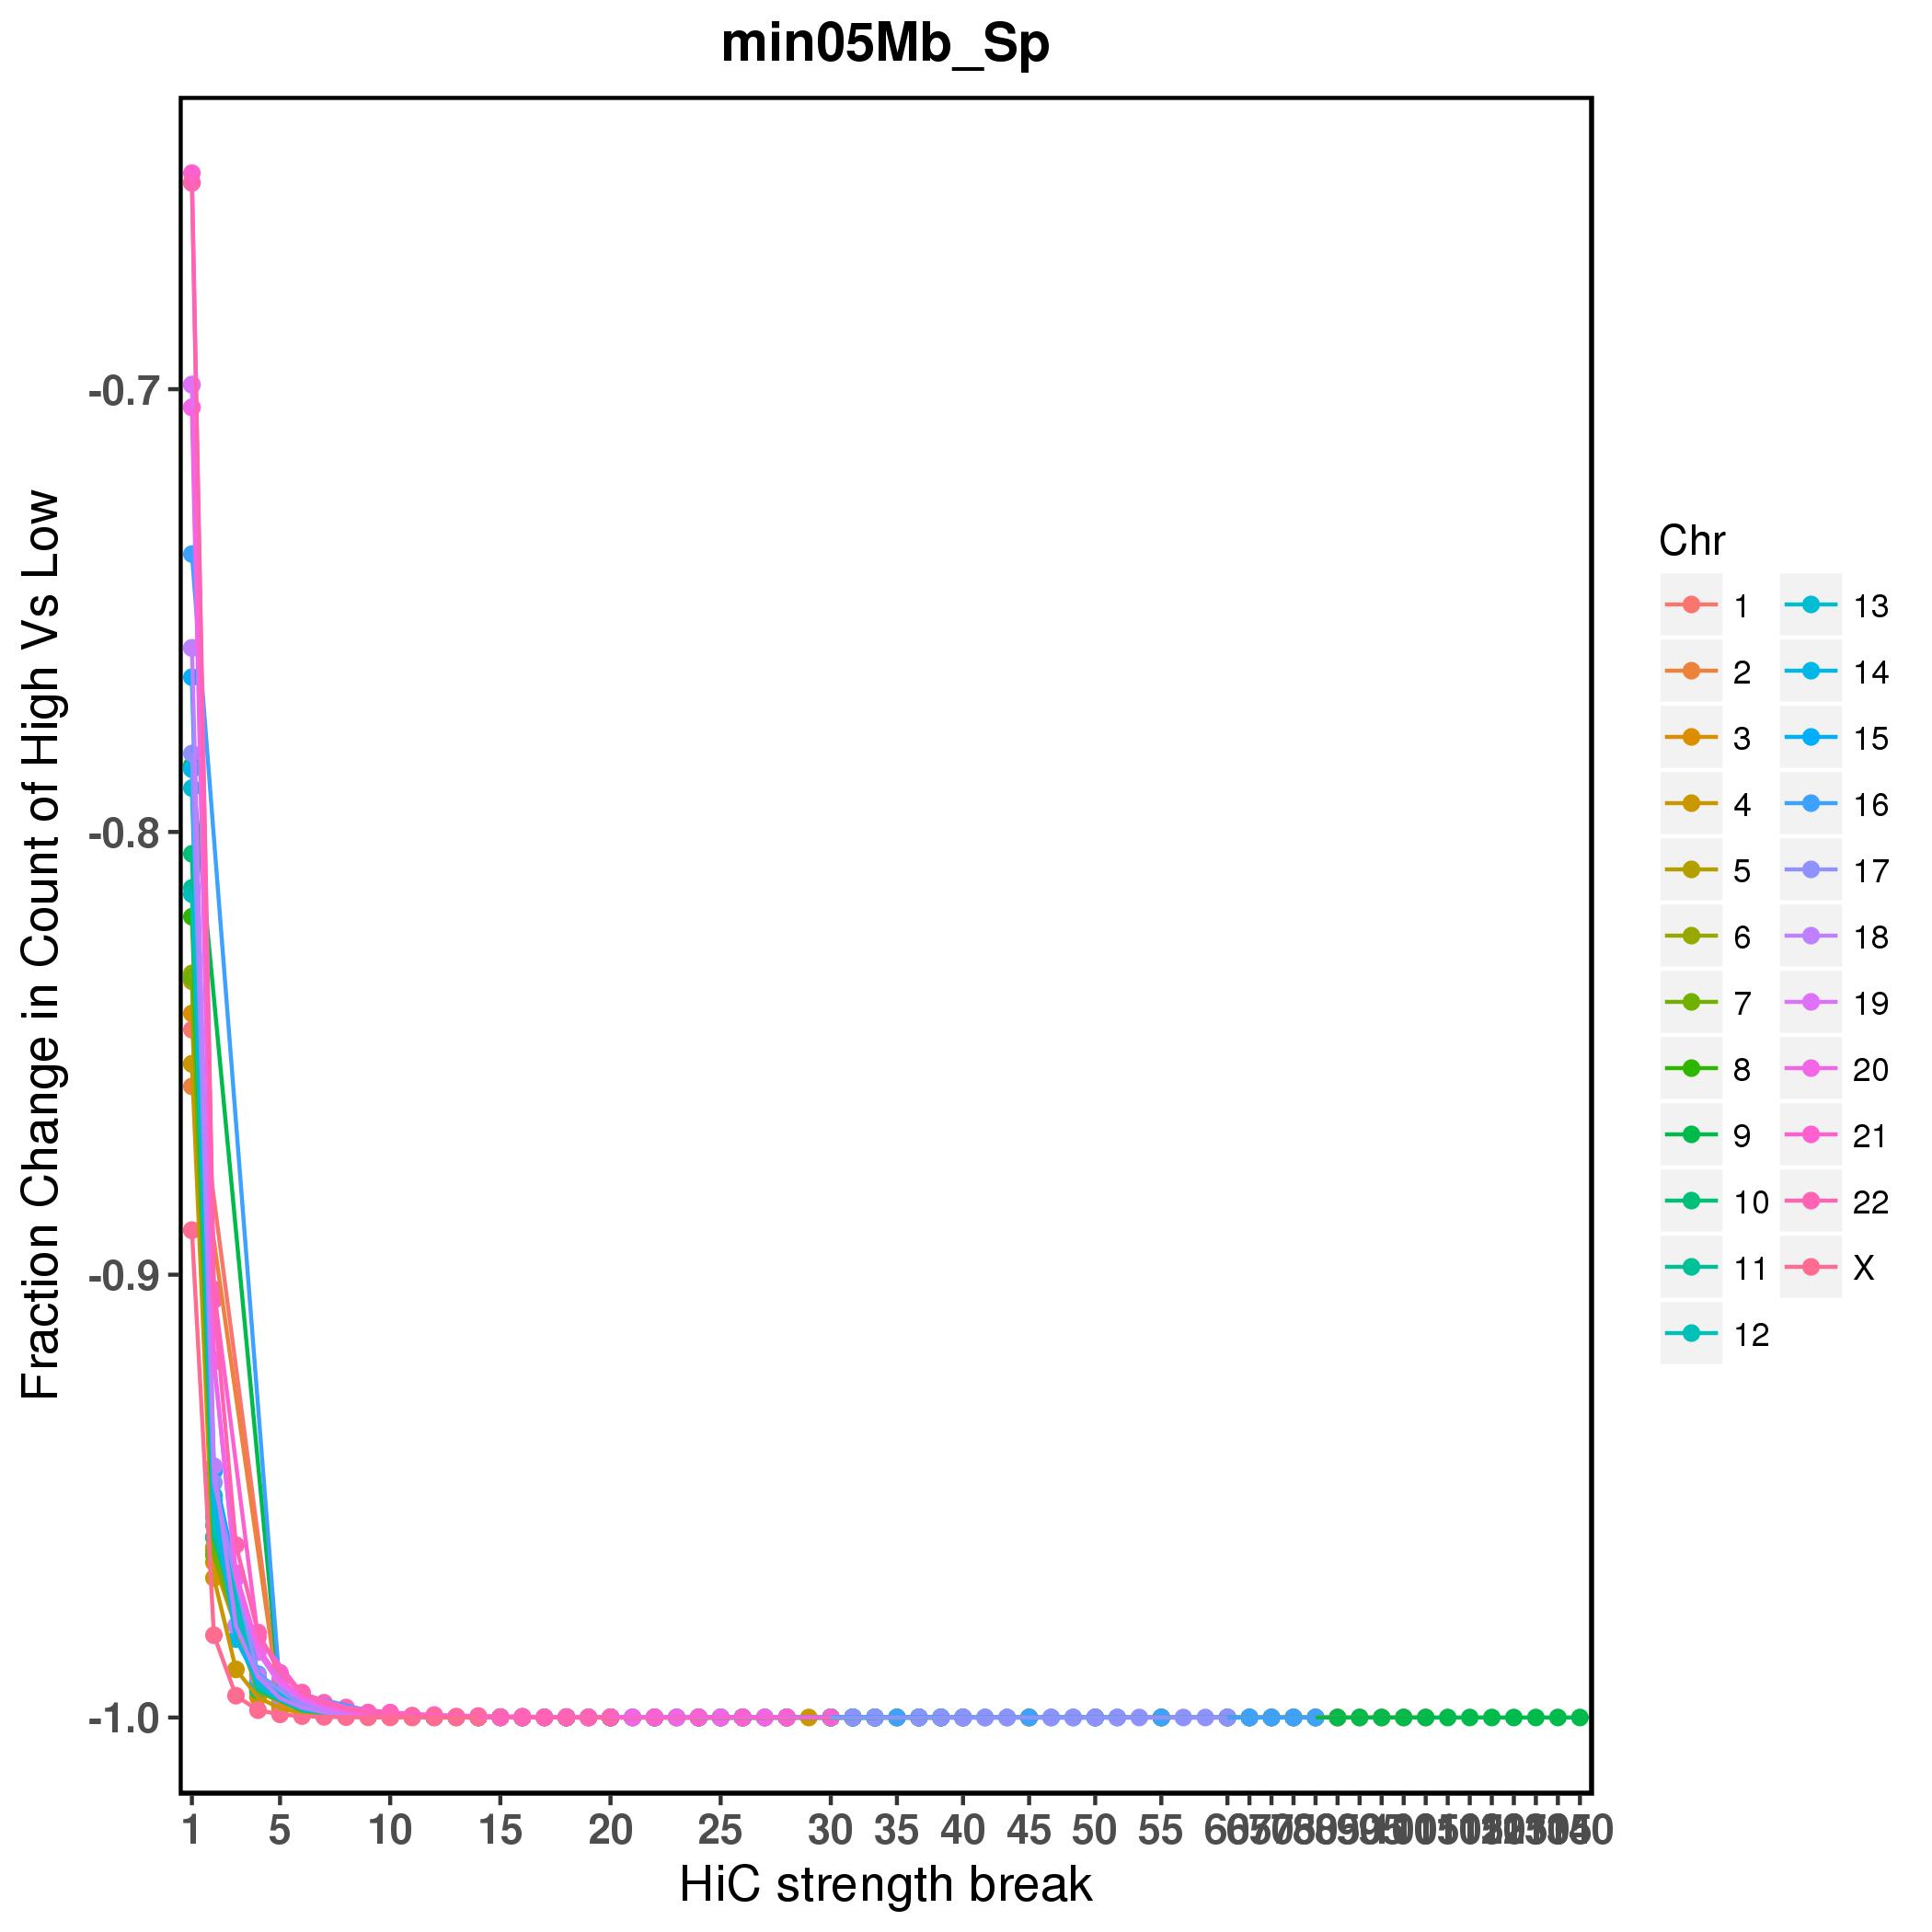 min05Mb_Sp
Fraction Change in Count of High Vs Low
-0.7
-0.8
-0.9
-1.0
1 5 10 15 20 25 30 35 40 45 50 55
HiC strength break
Chr
1 13
2 14
3 15
4 16
5 17
6 18
7 19
8 20
9 21
10 22
11 X
12